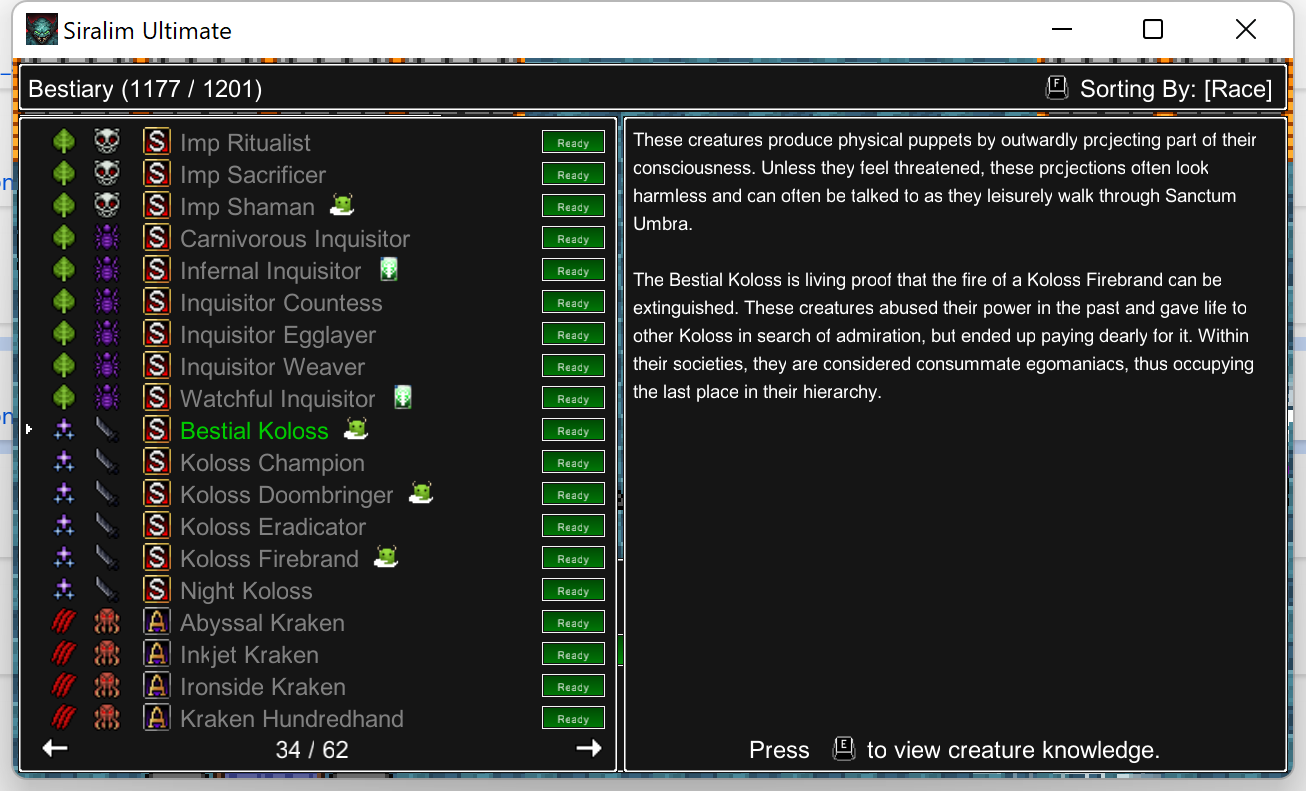 Siralim Ultimate
Bestiary (1177 / 1201)
F Sorting By: [Race]
S Imp Ritualist Ready
S Imp Sacrificer Ready
S Imp Shaman Ready
S Carnivorous Inquisitor Ready
S Infernal Inquisitor Ready
S Inquisitor Countess Ready
S Inquisitor Egglayer Ready
S Inquisitor Weaver Ready
S Watchful Inquisitor Ready
S Bestial Koloss Ready
S Koloss Champion Ready
S Koloss Doombringer Ready
S Koloss Eradicator Ready
S Koloss Firebrand Ready
S Night Koloss Ready
A Abyssal Kraken Ready
A Inkjet Kraken Ready
A Ironside Kraken Ready
A Kraken Hundredhand Ready
34 / 62
These creatures produce physical puppets by outwardly projecting part of their
consciousness. Unless they feel threatened, these projections often look
harmless and can often be talked to as they leisurely walk through Sanctum
Umbra.
The Bestial Koloss is living proof that the fire of a Koloss Firebrand can be
extinguished. These creatures abused their power in the past and gave life to
other Koloss in search of admiration, but ended up paying dearly for it. Within
their societies, they are considered consummate egomaniacs, thus occupying
the last place in their hierarchy.
Press E to view creature knowledge.